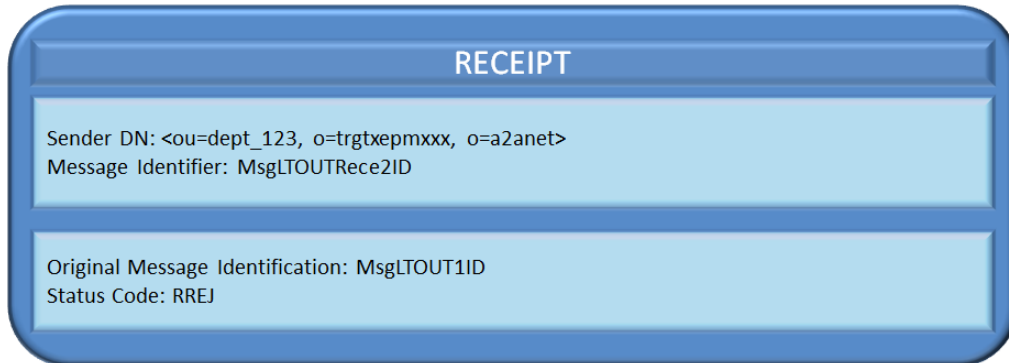 RECEIPT
Sender DN: <ou=dept_123, o=trgtxepmxxx, o=a2anet>
Message Identifier: MsgLTOUTRece2ID
Original Message Identification: MsgLTOUT1ID
Status Code: RREJ